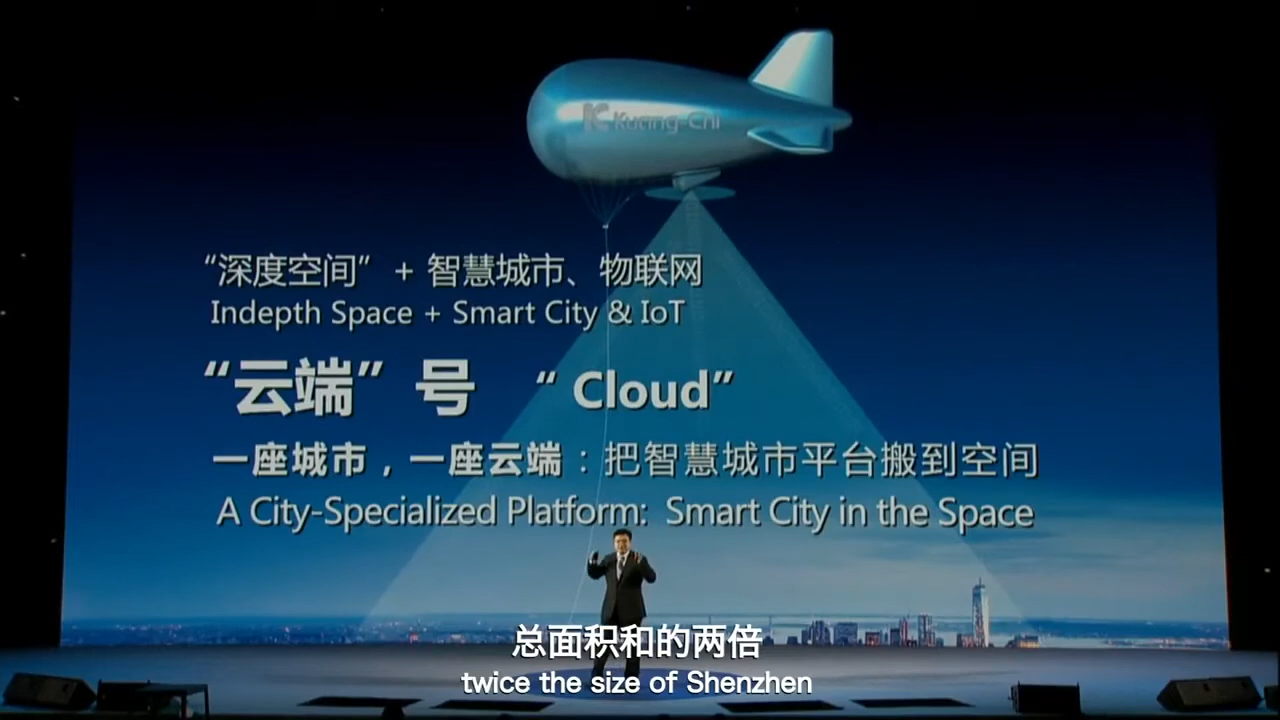 Kuang-Chi
“深度空间” + 智慧城市、物联网
Indepth Space + Smart City & IoT
“云端” 号 “ Cloud”
一座城市，一座云端：把智慧城市平台搬到空间
A City-Specialized Platform: Smart City in the Space
总面积和的两倍
twice the size of Shenzhen